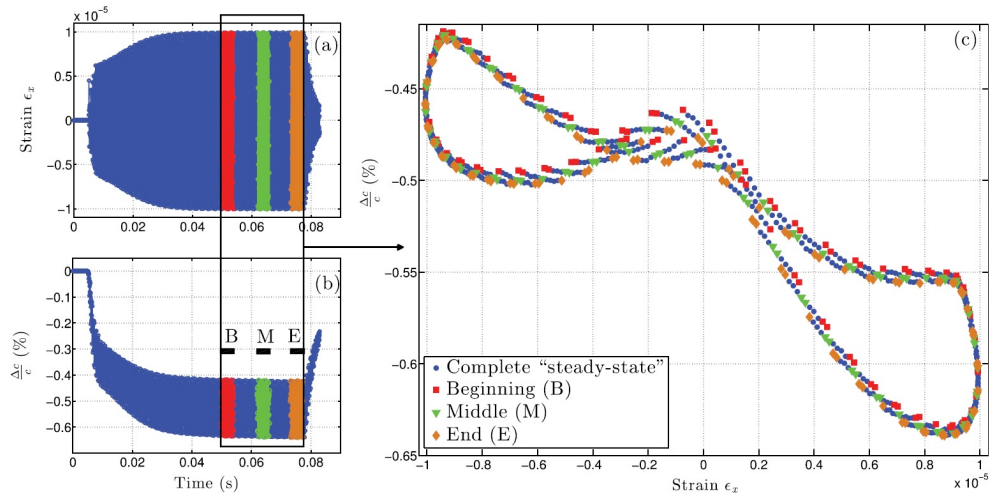 x 10⁻⁵
1
0.5
0
−0.5
−1
Strain ϵₓ
(a)
0 0.02 0.04 0.06 0.08
0
−0.1
−0.2
−0.3
−0.4
−0.5
−0.6
Δc/c (%)
(b)
B M E
0 0.02 0.04 0.06 0.08
Time (s)
(c)
−0.45
−0.5
−0.55
−0.6
−0.65
Δc/c (%)
Complete “steady-state”
Beginning (B)
Middle (M)
End (E)
−1 −0.8 −0.6 −0.4 −0.2 0 0.2 0.4 0.6 0.8 1
x 10⁻⁵
Strain ϵₓ